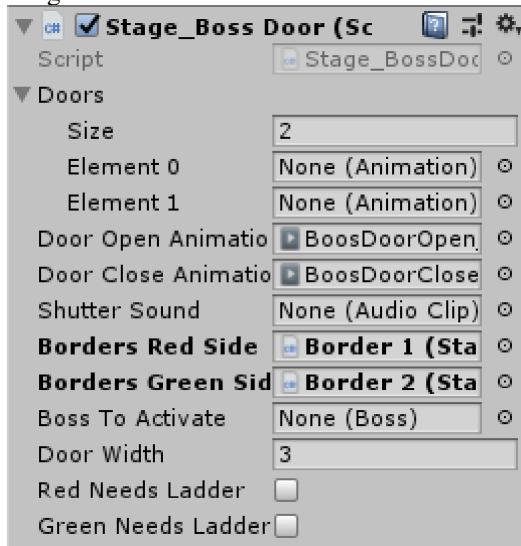 Stage_Boss Door (Sc
Script Stage_BossDoc
Doors
Size 2
Element 0 None (Animation)
Element 1 None (Animation)
Door Open Animatio BoosDoorOpen_
Door Close Animatio BoosDoorClose
Shutter Sound None (Audio Clip)
Borders Red Side Border 1 (Sta
Borders Green Sid Border 2 (Sta
Boss To Activate None (Boss)
Door Width 3
Red Needs Ladder
Green Needs Ladder